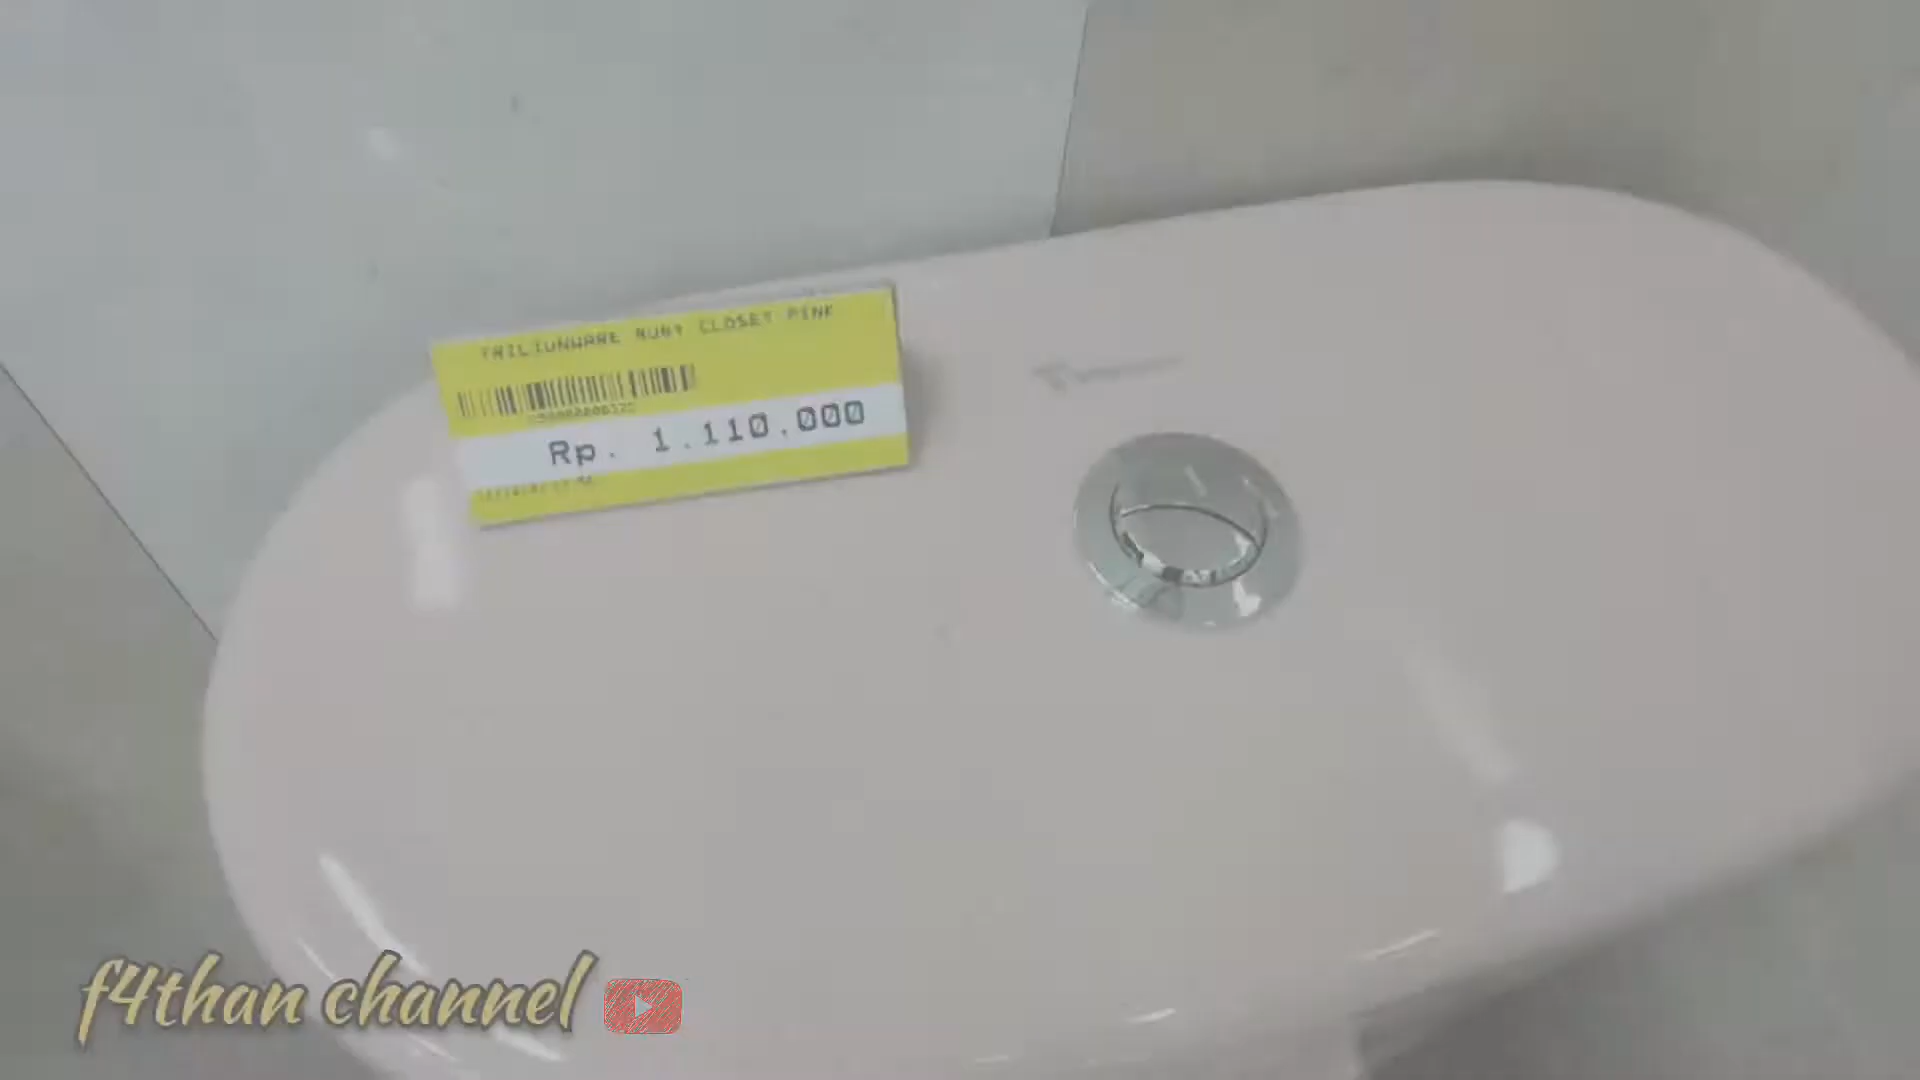 TRILIUNWARE RUBY CLOSET PINK
Rp. 1.110.000
f4than channel